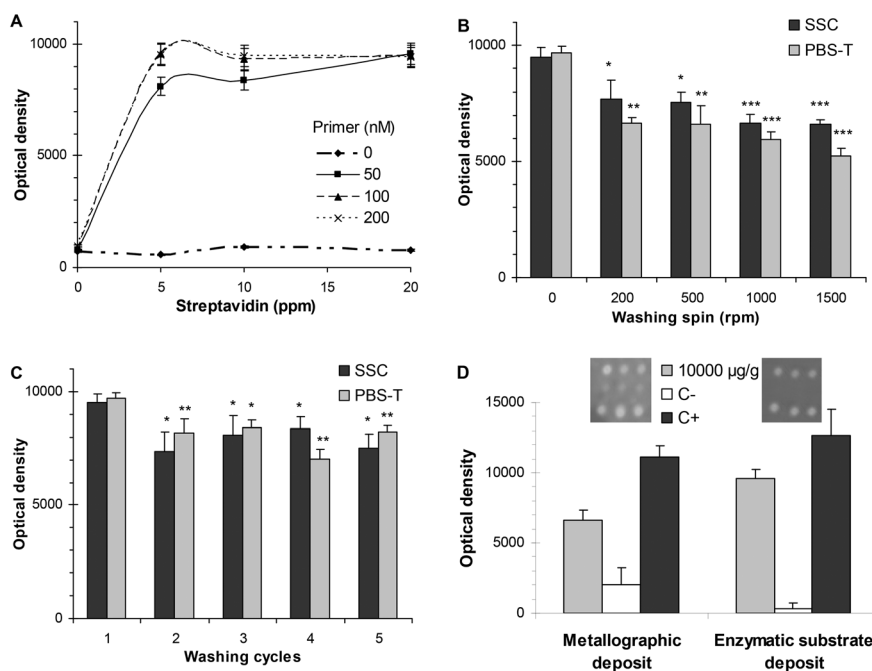 A
10000
5000
0
Optical density
Primer (nM)
0
50
100
200
0 5 10 15 20
Streptavidin (ppm)
B
SSC
PBS-T
10000
5000
0
Optical density
* ** * ** *** *** *** ***
0 200 500 1000 1500
Washing spin (rpm)
C
SSC
PBS-T
10000
5000
0
Optical density
* ** * * * ** * **
1 2 3 4 5
Washing cycles
D
10000 µg/g
C-
C+
15000
10000
5000
0
Optical density
Metallographic deposit
Enzymatic substrate deposit